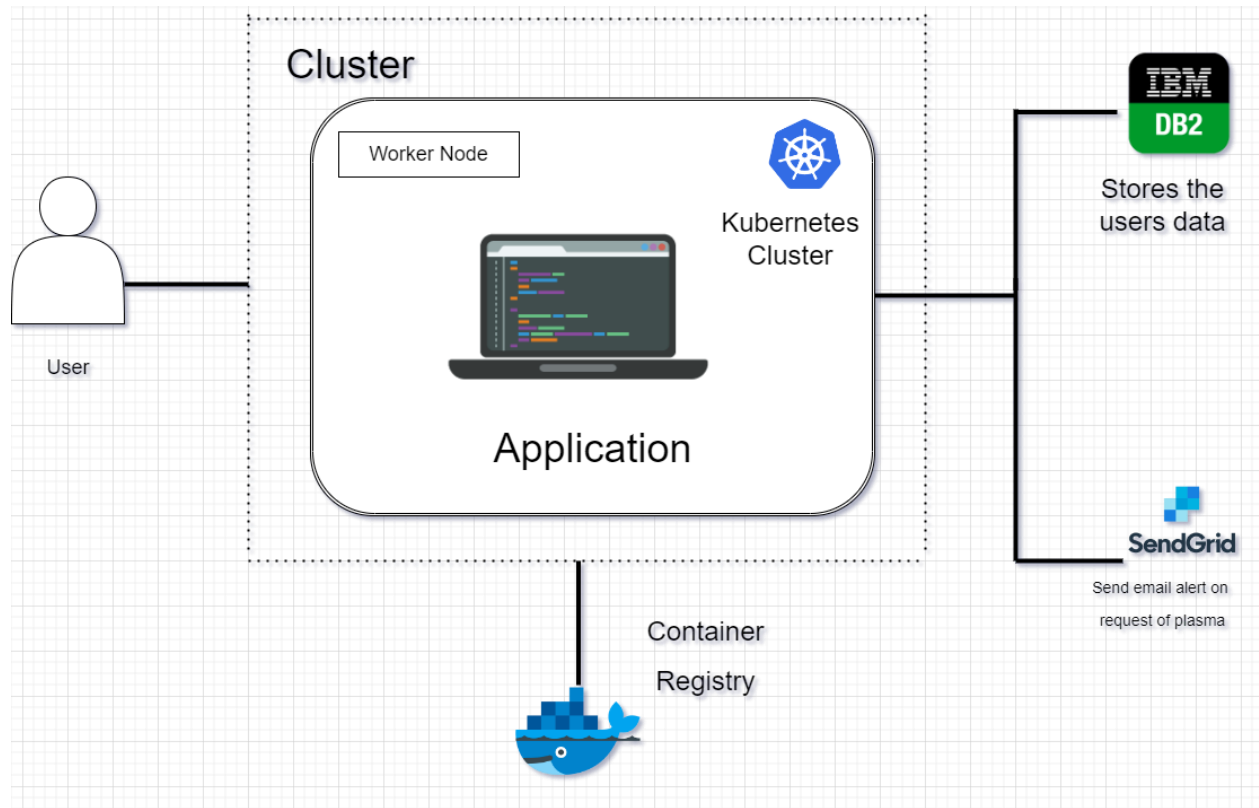 Cluster
Worker Node
Kubernetes
Cluster
Application
User
IBM
DB2
Stores the
users data
SendGrid
Send email alert on
request of plasma
Container
Registry